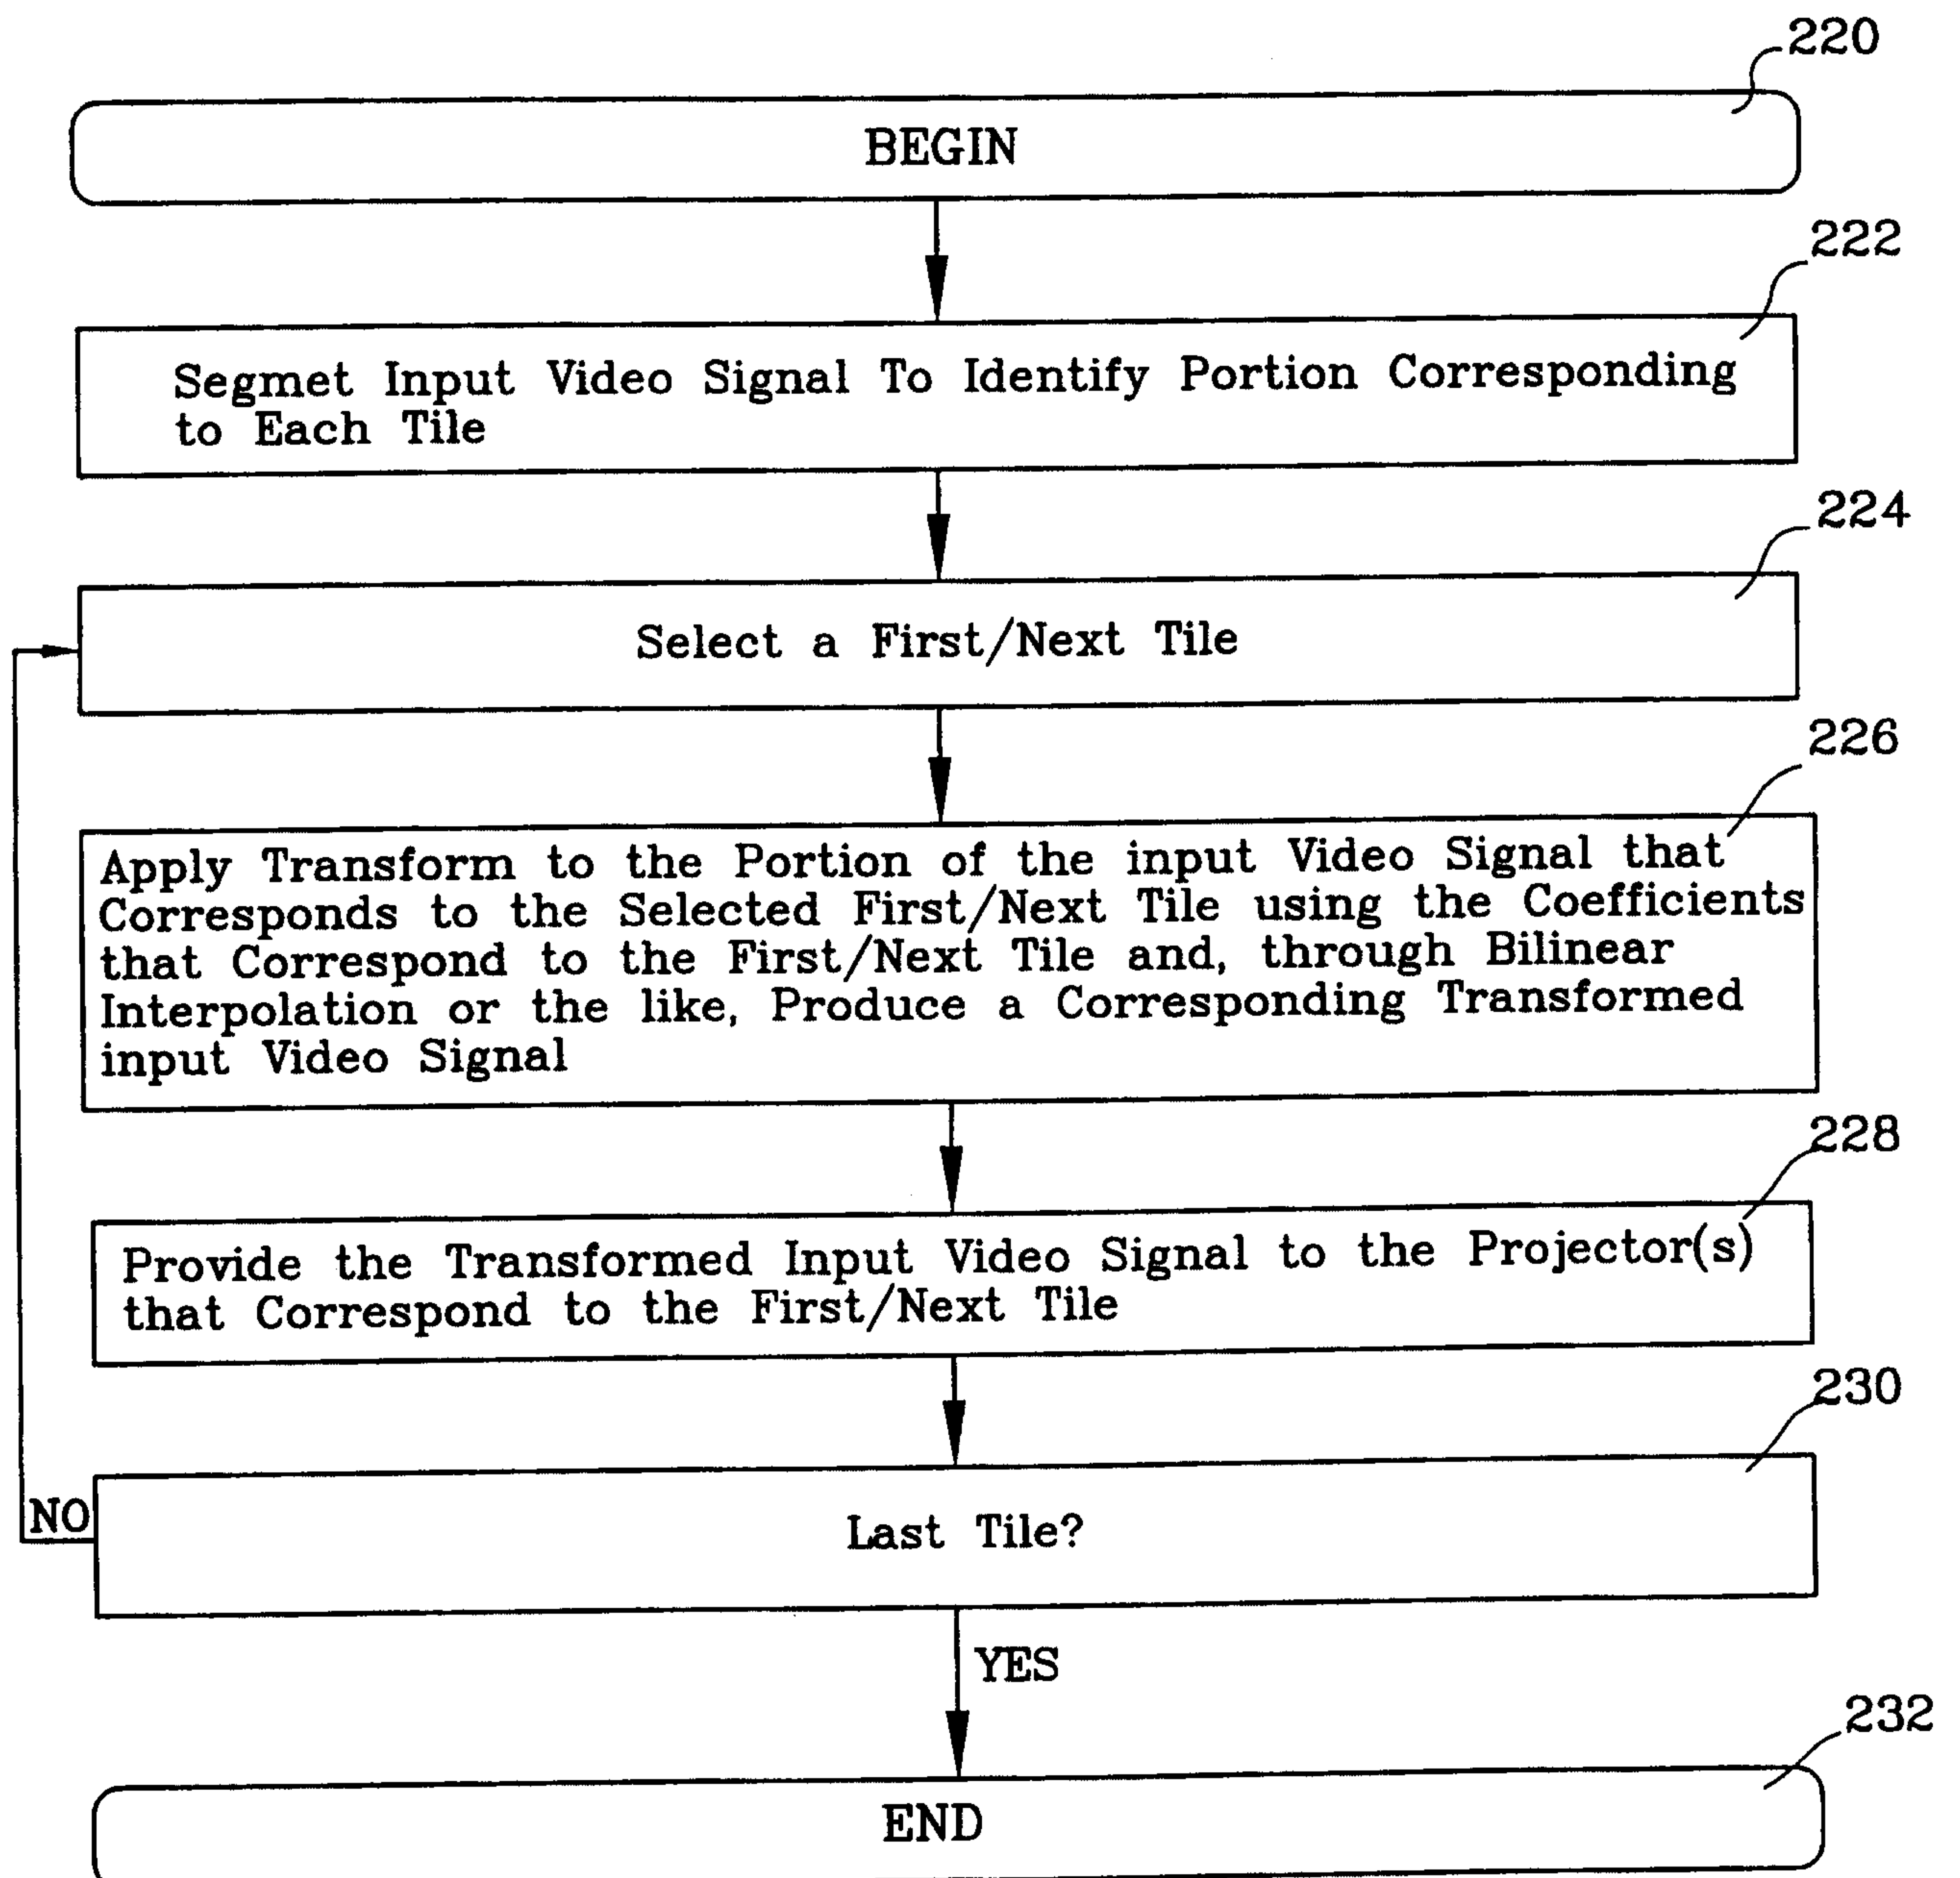 220
BEGIN
222
Segmet Input Video Signal To Identify Portion Corresponding
to Each Tile
224
Select a First/Next Tile
226
Apply Transform to the Portion of the input Video Signal that
Corresponds to the Selected First/Next Tile using the Coefficients
that Correspond to the First/Next Tile and, through Bilinear
Interpolation or the like, Produce a Corresponding Transformed
input Video Signal
228
Provide the Transformed Input Video Signal to the Projector(s)
that Correspond to the First/Next Tile
230
NO
Last Tile?
YES
232
END